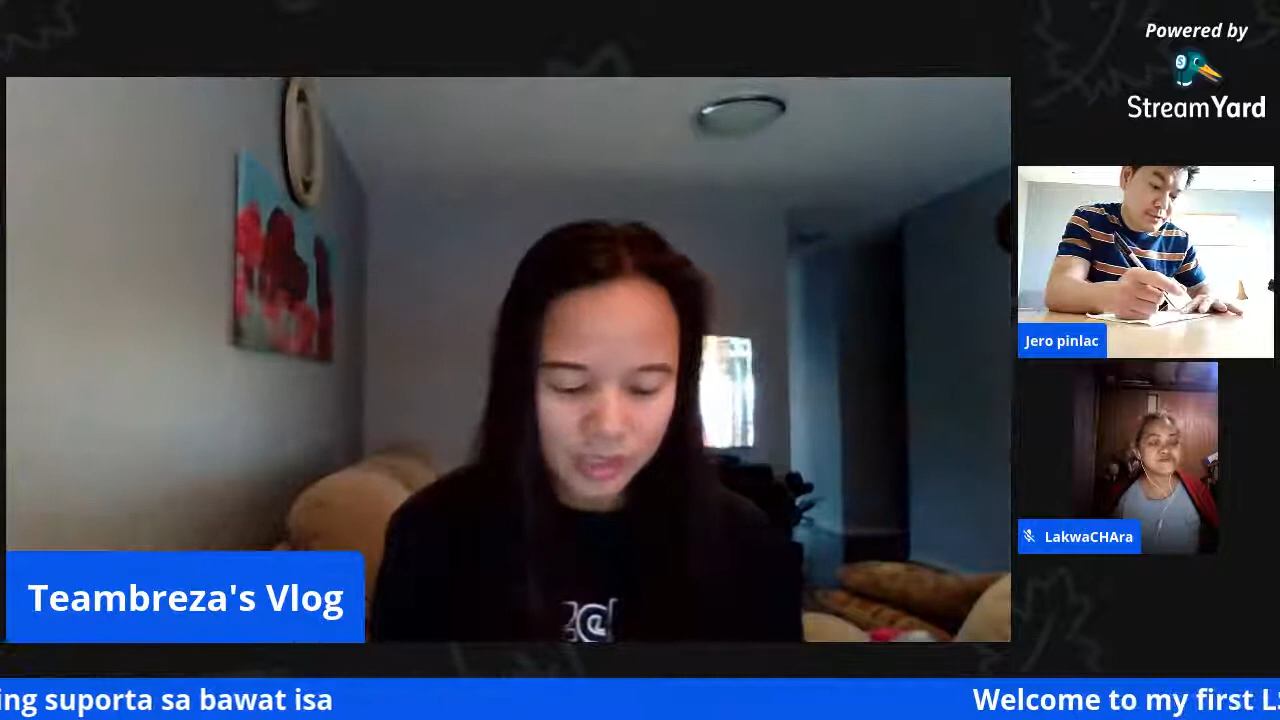 Powered by
StreamYard
Jero pinlac
LakwaCHAra
Teambreza's Vlog
ing suporta sa bawat isa
Welcome to my first